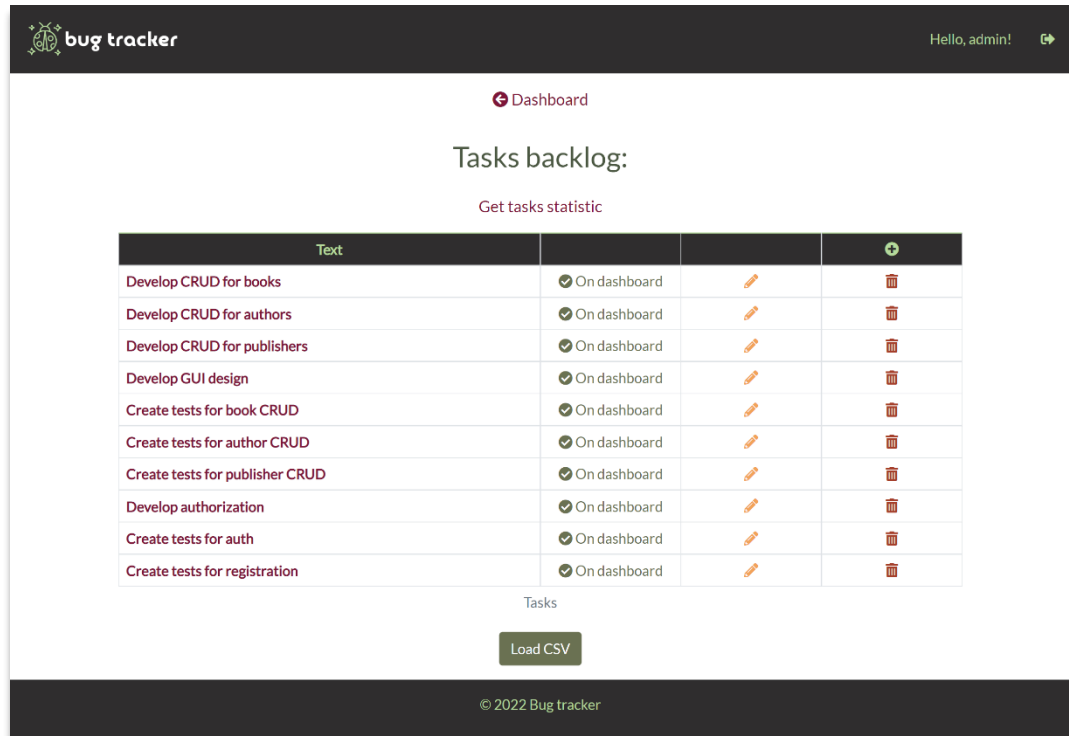 bug tracker
Hello, admin!
Dashboard
Tasks backlog:
Get tasks statistic
Text
Develop CRUD for books On dashboard
Develop CRUD for authors On dashboard
Develop CRUD for publishers On dashboard
Develop GUI design On dashboard
Create tests for book CRUD On dashboard
Create tests for author CRUD On dashboard
Create tests for publisher CRUD On dashboard
Develop authorization On dashboard
Create tests for auth On dashboard
Create tests for registration On dashboard
Tasks
Load CSV
© 2022 Bug tracker